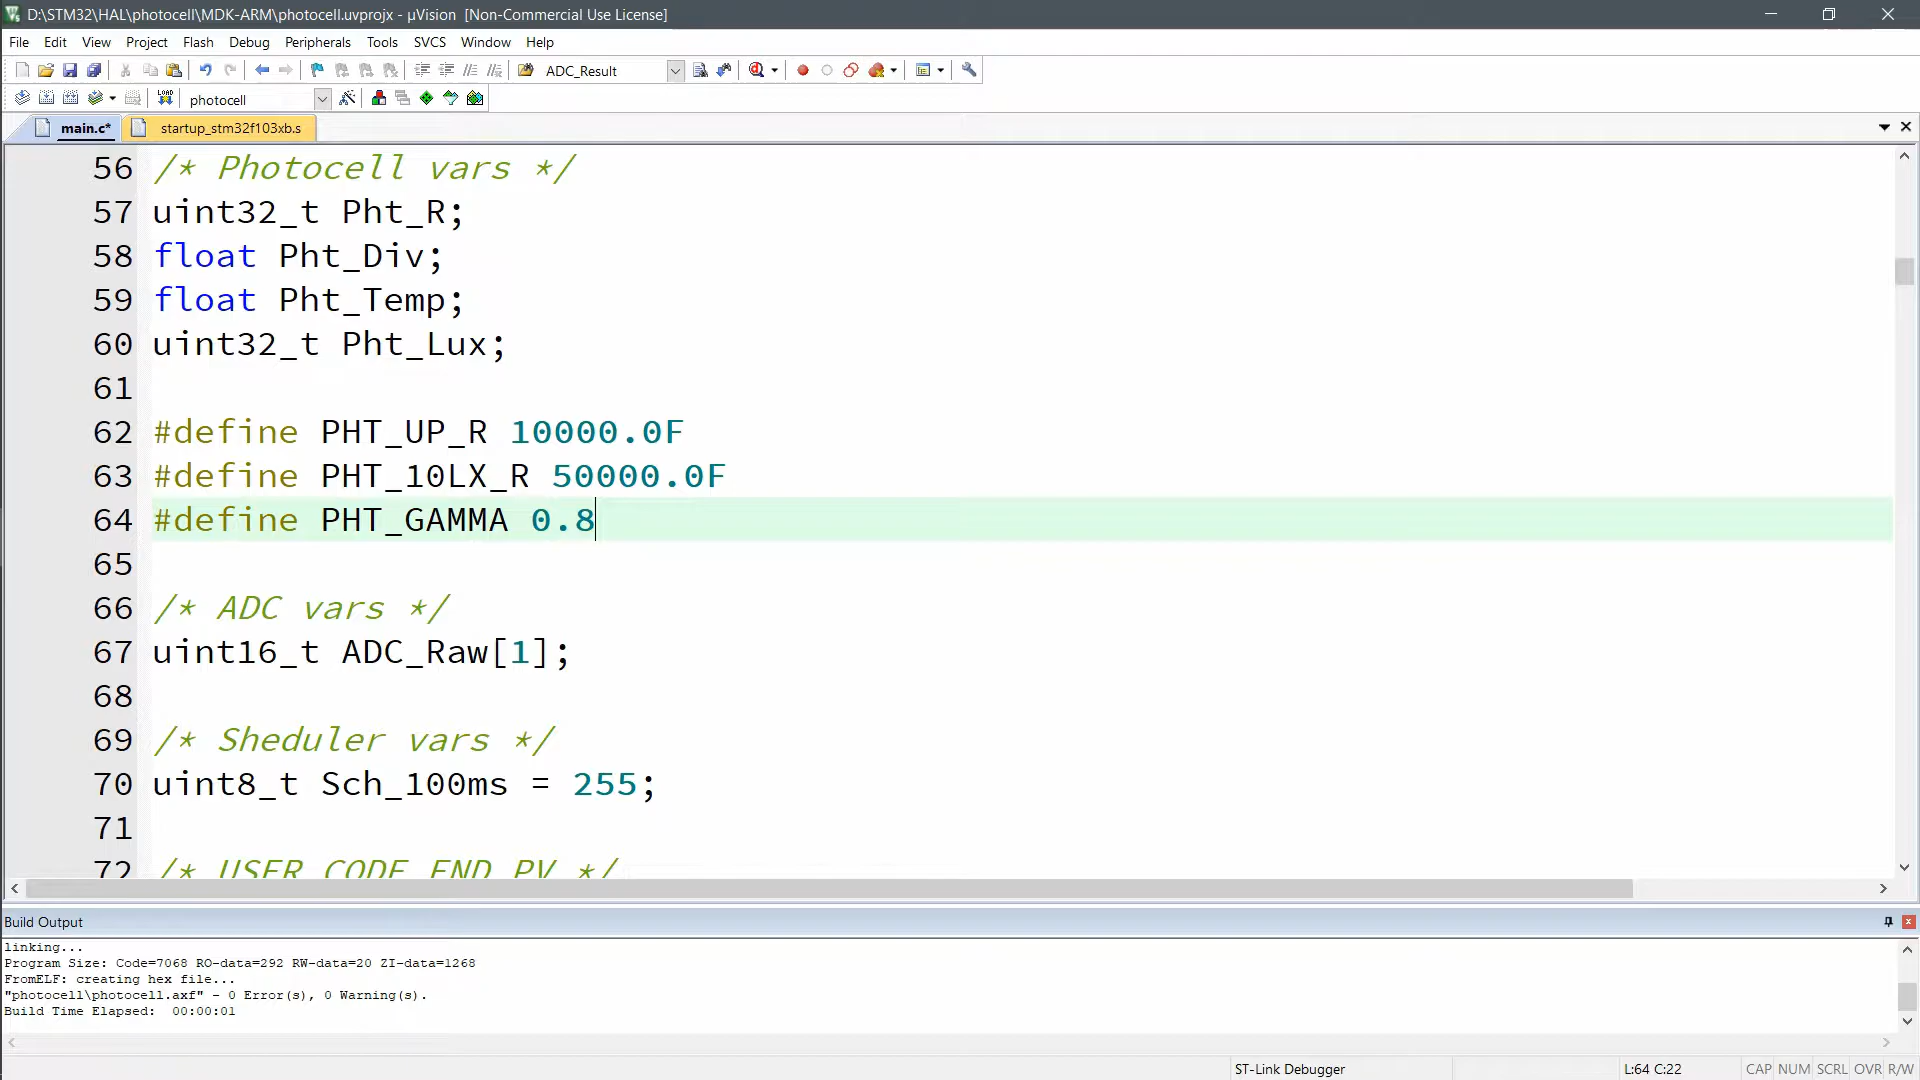 D:\STM32\HAL\photocell\MDK-ARM\photocell.uvprojx - µVision [Non-Commercial Use License]
File Edit View Project Flash Debug Peripherals Tools SVCS Window Help
ADC_Result
LOAD photocell
main.c* startup_stm32f103xb.s
56 /* Photocell vars */
57 uint32_t Pht_R;
58 float Pht_Div;
59 float Pht_Temp;
60 uint32_t Pht_Lux;
61
62 #define PHT_UP_R 10000.0F
63 #define PHT_10LX_R 50000.0F
64 #define PHT_GAMMA 0.8
65
66 /* ADC vars */
67 uint16_t ADC_Raw[1];
68
69 /* Sheduler vars */
70 uint8_t Sch_100ms = 255;
71
72 /* USER CODE END PV */
Build Output
linking...
Program Size: Code=7068 RO-data=292 RW-data=20 ZI-data=1268
FromELF: creating hex file...
"photocell\photocell.axf" - 0 Error(s), 0 Warning(s).
Build Time Elapsed:  00:00:01
ST-Link Debugger L:64 C:22 CAP NUM SCRL OVR R/W